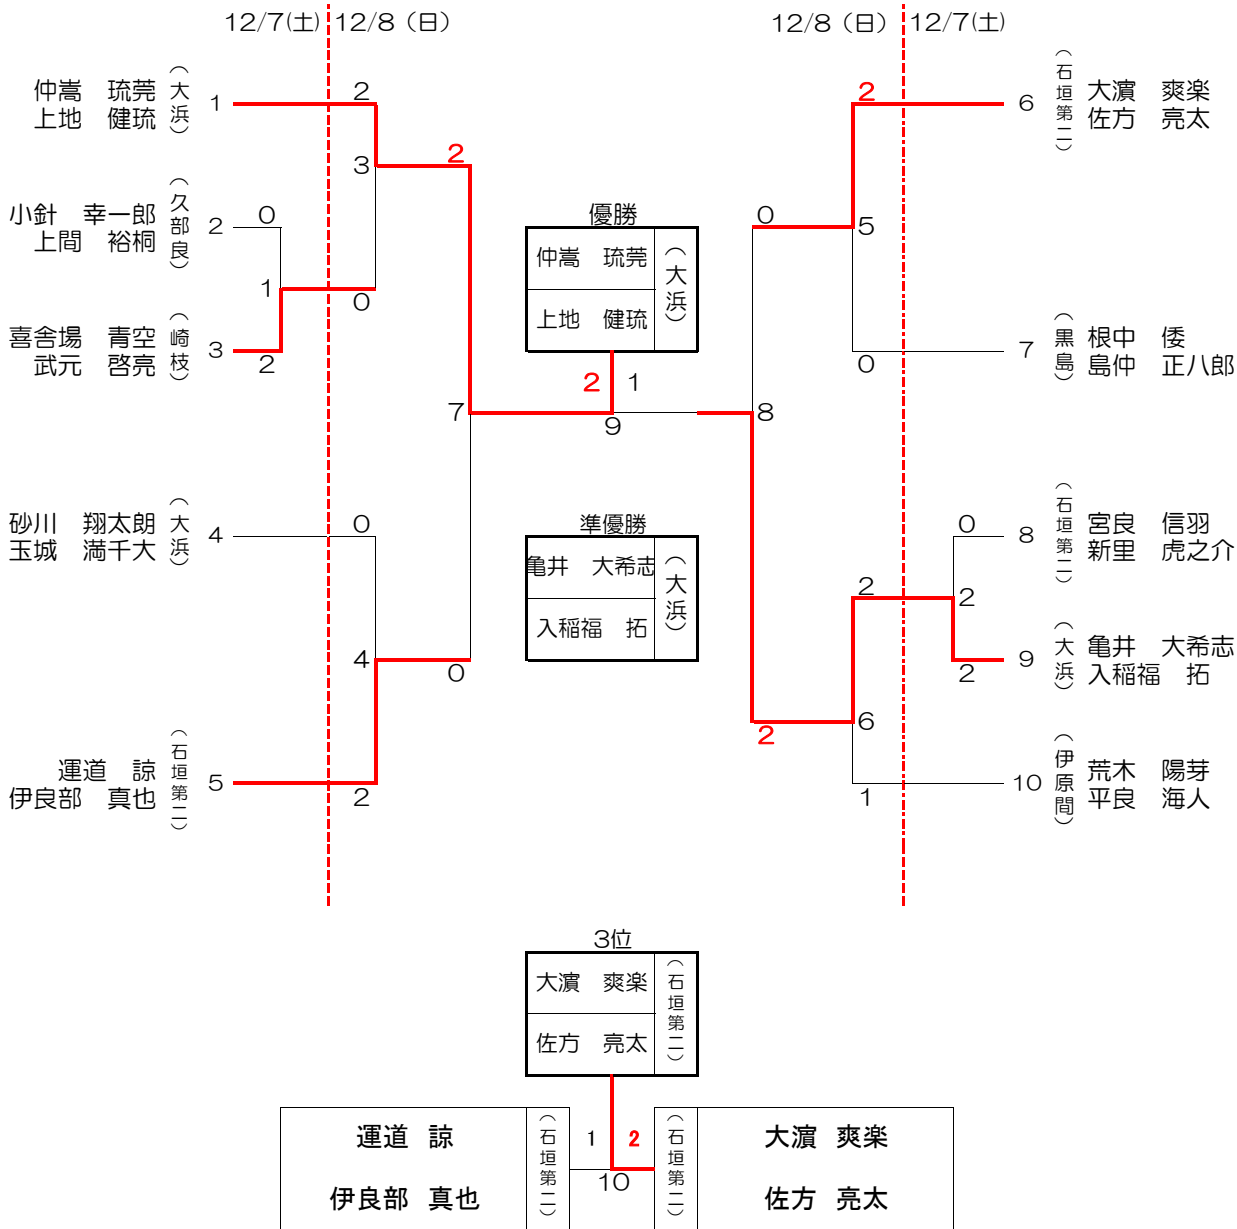 12/7(土) 12/8（日） 12/8（日） 12/7(土)
仲嵩　琉莞
上地　健琉
（大浜）
1
2
3
2
小針　幸一郎
上間　裕桐
（久部良）
2
0
1
0
喜舎場　青空
武元　啓亮
（崎枝）
3
2
砂川　翔太朗
玉城　満千大
（大浜）
4
0
4
0
運道　諒
伊良部　真也
（石垣第二）
5
2
7
優勝
仲嵩　琉莞
上地　健琉
（大浜）
2 1
9
準優勝
亀井　大希志
入稲福　拓
（大浜）
2
6
（石垣第二）
大濵　爽楽
佐方　亮太
0
5
0
7
（黒島）
根中　倭
島仲　正八郎
8
0
8
（石垣第二）
宮良　信羽
新里　虎之介
2
2
2
9
（大浜）
亀井　大希志
入稲福　拓
2
6
1
10
（伊原間）
荒木　陽芽
平良　海人
3位
大濵　爽楽
佐方　亮太
（石垣第二）
運道 諒
伊良部 真也
（石垣第二）
1 2
10
（石垣第二）
大濵 爽楽
佐方 亮太